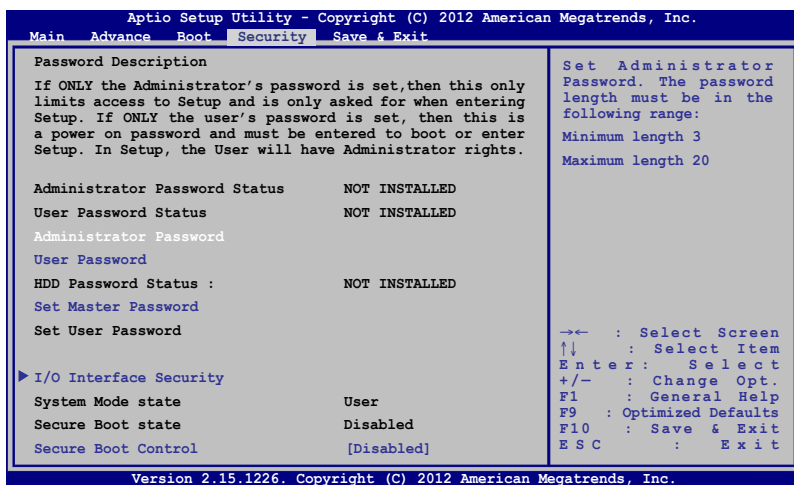 Aptio Setup Utility - Copyright (C) 2012 American Megatrends, Inc.
Main Advance Boot Security Save & Exit
Password Description
If ONLY the Administrator's password is set,then this only
limits access to Setup and is only asked for when entering
Setup. If ONLY the user's password is set, then this is
a power on password and must be entered to boot or enter
Setup. In Setup, the User will have Administrator rights.
Administrator Password Status NOT INSTALLED
User Password Status NOT INSTALLED
Administrator Password
User Password
HDD Password Status : NOT INSTALLED
Set Master Password
Set User Password
I/O Interface Security
System Mode state User
Secure Boot state Disabled
Secure Boot Control [Disabled]
Set Administrator
Password. The password
length must be in the
following range:
Minimum length 3
Maximum length 20
→← : Select Screen
↑↓ : Select Item
Enter: Select
+/— : Change Opt.
F1 : General Help
F9 : Optimized Defaults
F10 : Save & Exit
ESC : Exit
Version 2.15.1226. Copyright (C) 2012 American Megatrends, Inc.